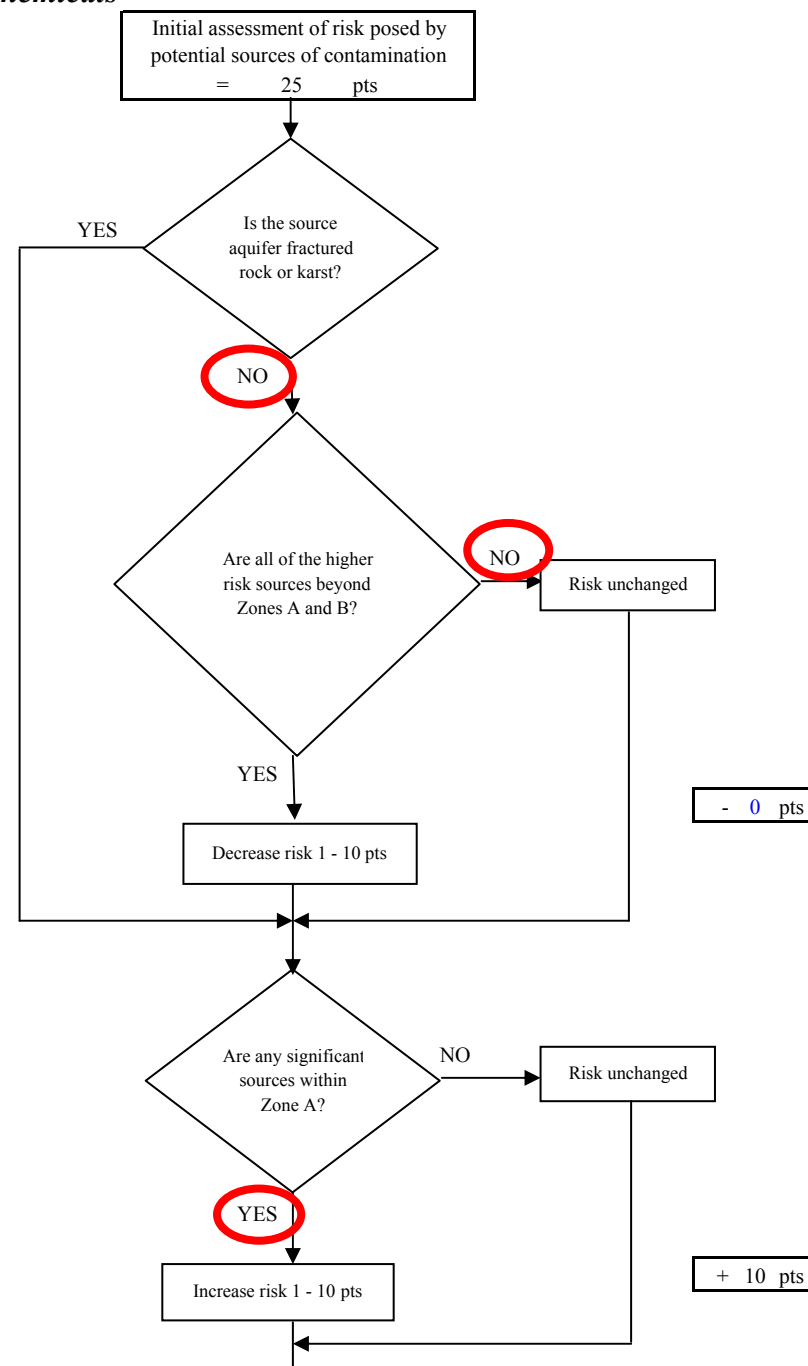 Initial assessment of risk posed by
potential sources of contamination
= 25 pts
YES
Is the source
aquifer fractured
rock or karst?
NO
Are all of the higher
risk sources beyond
Zones A and B?
NO
Risk unchanged
YES
- 0 pts
Decrease risk 1 - 10 pts
Are any significant
sources within
Zone A?
NO
Risk unchanged
YES
Increase risk 1 - 10 pts
+ 10 pts